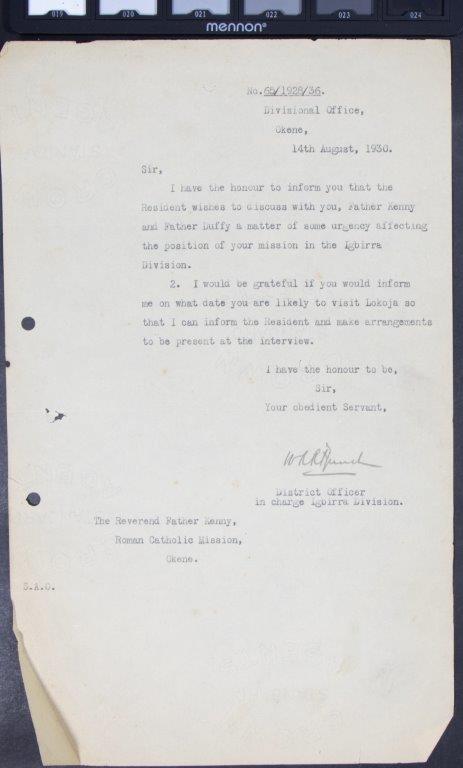 019 020 021 022 023 024
mennon
No.65/1928/36.
Divisional Office,
Okene,
14th August, 1930.
Sir,
I have the honour to inform you that the
Resident wishes to discuss with you, Father Kenny
and Father Duffy a matter of some urgency affecting
the position of your mission in the Igbirra
Division.
2. I would be grateful if you would inform
me on what date you are likely to visit Lokoja so
that I can inform the Resident and make arrangements
to be present at the interview.
I have the honour to be,
Sir,
Your obedient Servant,
District Officer
in charge Igbirra Division.
The Reverend Father Kenny,
Roman Catholic Mission,
Okene.
S.A.O.